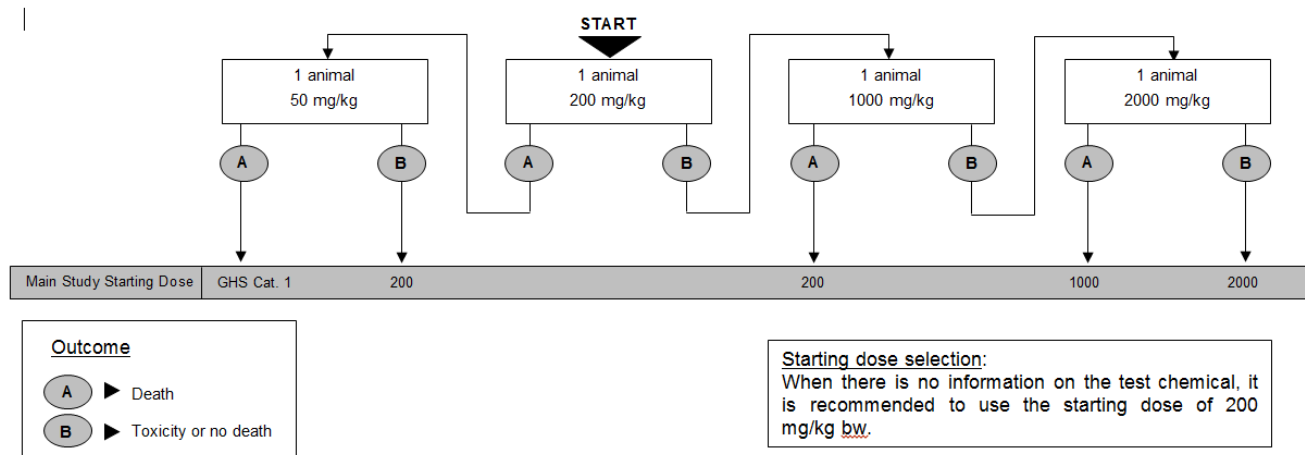 START
1 animal
50 mg/kg
1 animal
200 mg/kg
1 animal
1000 mg/kg
1 animal
2000 mg/kg
A
B
A
B
A
B
A
B
Main Study Starting Dose GHS Cat. 1 200 200 1000 2000
Outcome
A Death
B Toxicity or no death
Starting dose selection:
When there is no information on the test chemical, it
is recommended to use the starting dose of 200
mg/kg bw.